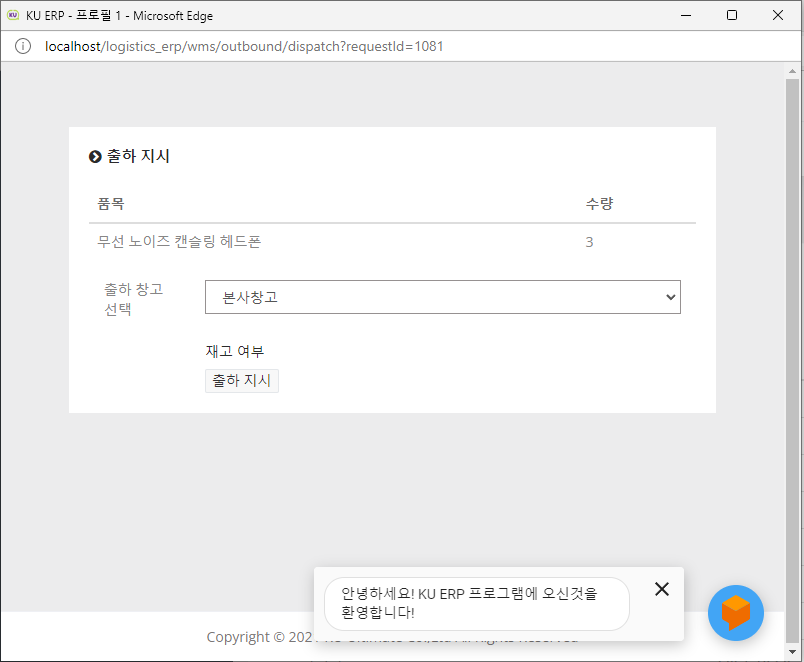 KU ERP - 프로필 1 - Microsoft Edge
localhost/logistics_erp/wms/outbound/dispatch?requestId=1081
출하 지시
품목 수량
무선 노이즈 캔슬링 헤드폰 3
출하 창고
선택
본사창고
재고 여부
출하 지시
안녕하세요! KU ERP 프로그램에 오신것을
환영합니다!
Copyright © 202